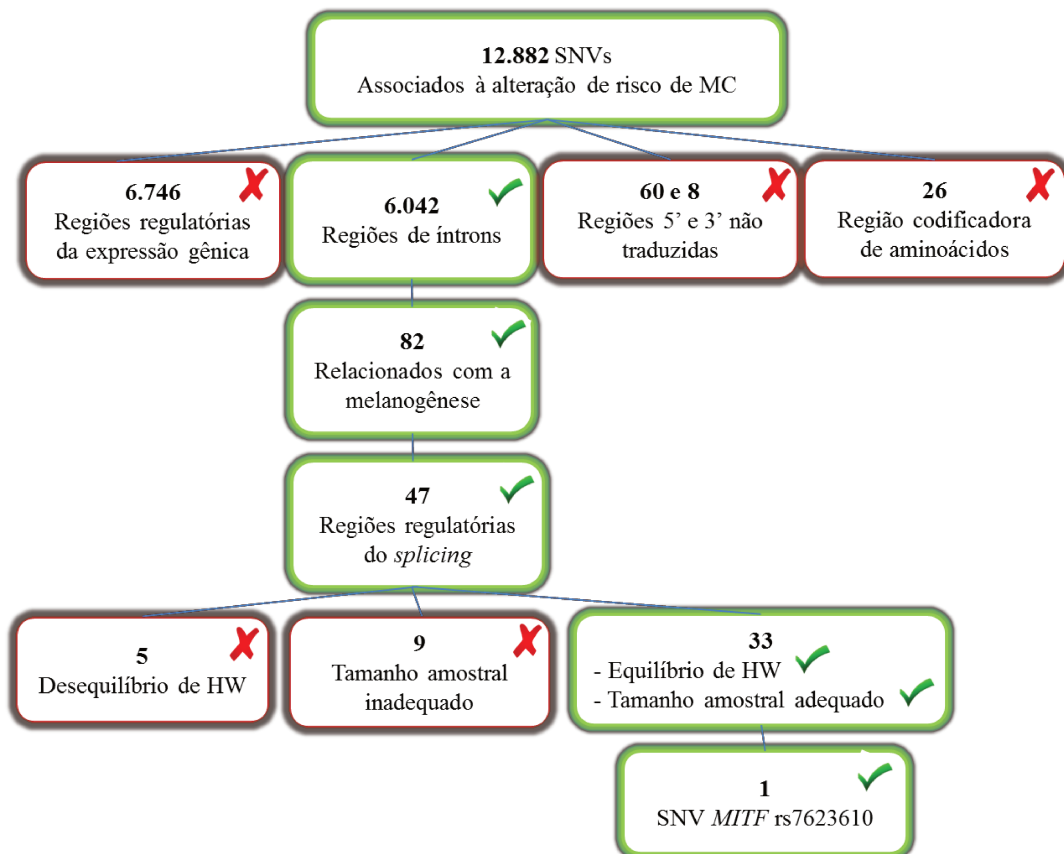 12.882 SNVs
Associados à alteração de risco de MC
6.746
Regiões regulatórias
da expressão gênica
6.042
Regiões de íntrons
60 e 8
Regiões 5’ e 3’ não
traduzidas
26
Região codificadora
de aminoácidos
82
Relacionados com a
melanogênese
47
Regiões regulatórias
do splicing
5
Desequilíbrio de HW
9
Tamanho amostral
inadequado
33
- Equilíbrio de HW
- Tamanho amostral adequado
1
SNV MITF rs7623610